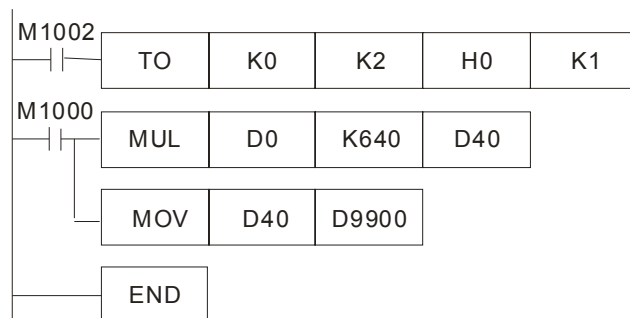 M1002
TO K0 K2 H0 K1
M1000
MUL D0 K640 D40
MOV D40 D9900
END